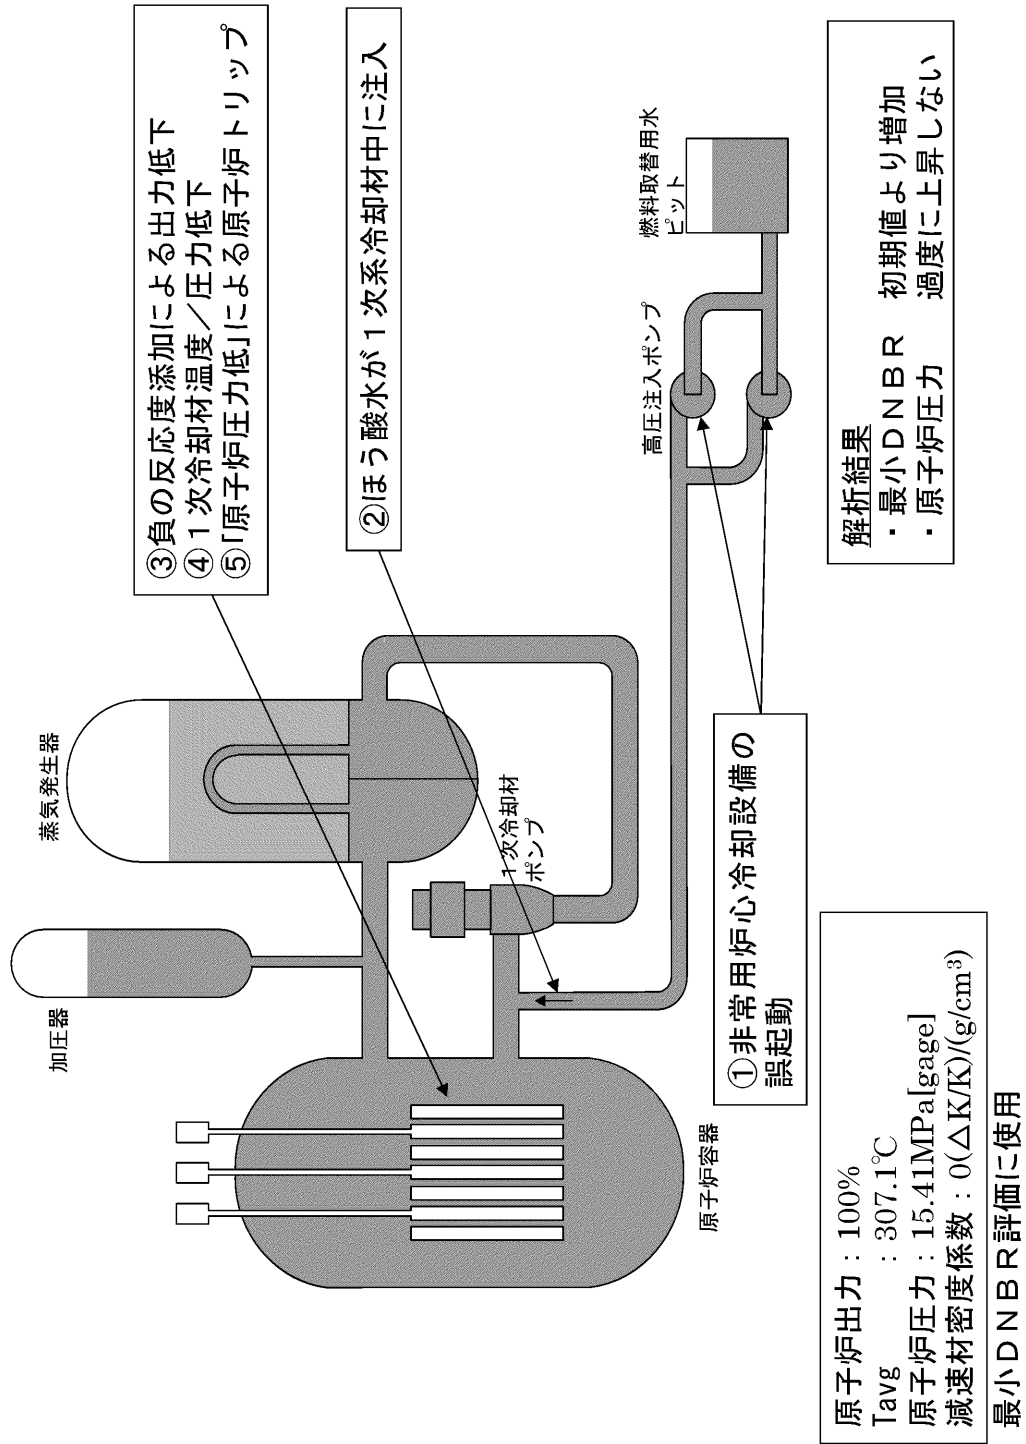 加圧器
蒸気発生器
③負の反応度添加による出力低下
④１次冷却材温度／圧力低下
⑤「原子炉圧力低」による原子炉トリップ
②ほう酸水が１次系冷却材中に注入
１次冷却材
ポンプ
高圧注入ポンプ
燃料取替用水
ピット
原子炉容器
①非常用炉心冷却設備の
誤起動
原子炉出力：100%
Tavg　　：307.1℃
原子炉圧力：15.41MPa[gage]
減速材密度係数：0(△K/K)/(g/cm³)
最小ＤＮＢＲ評価に使用
解析結果
・最小ＤＮＢＲ　初期値より増加
・原子炉圧力　　過度に上昇しない